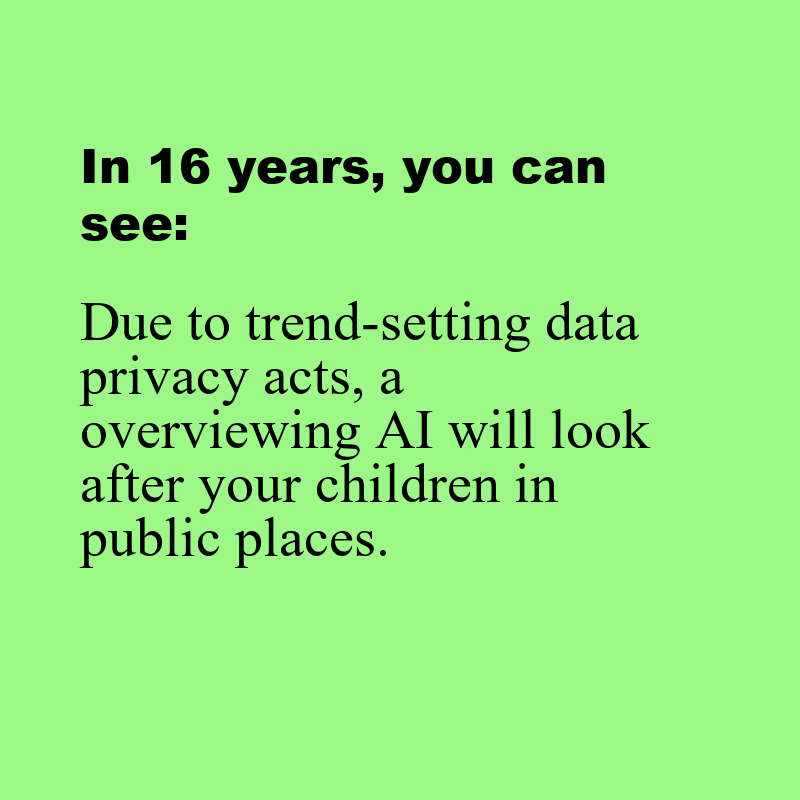 In 16 years, you can
see:
Due to trend-setting data
privacy acts, a
overviewing AI will look
after your children in
public places.